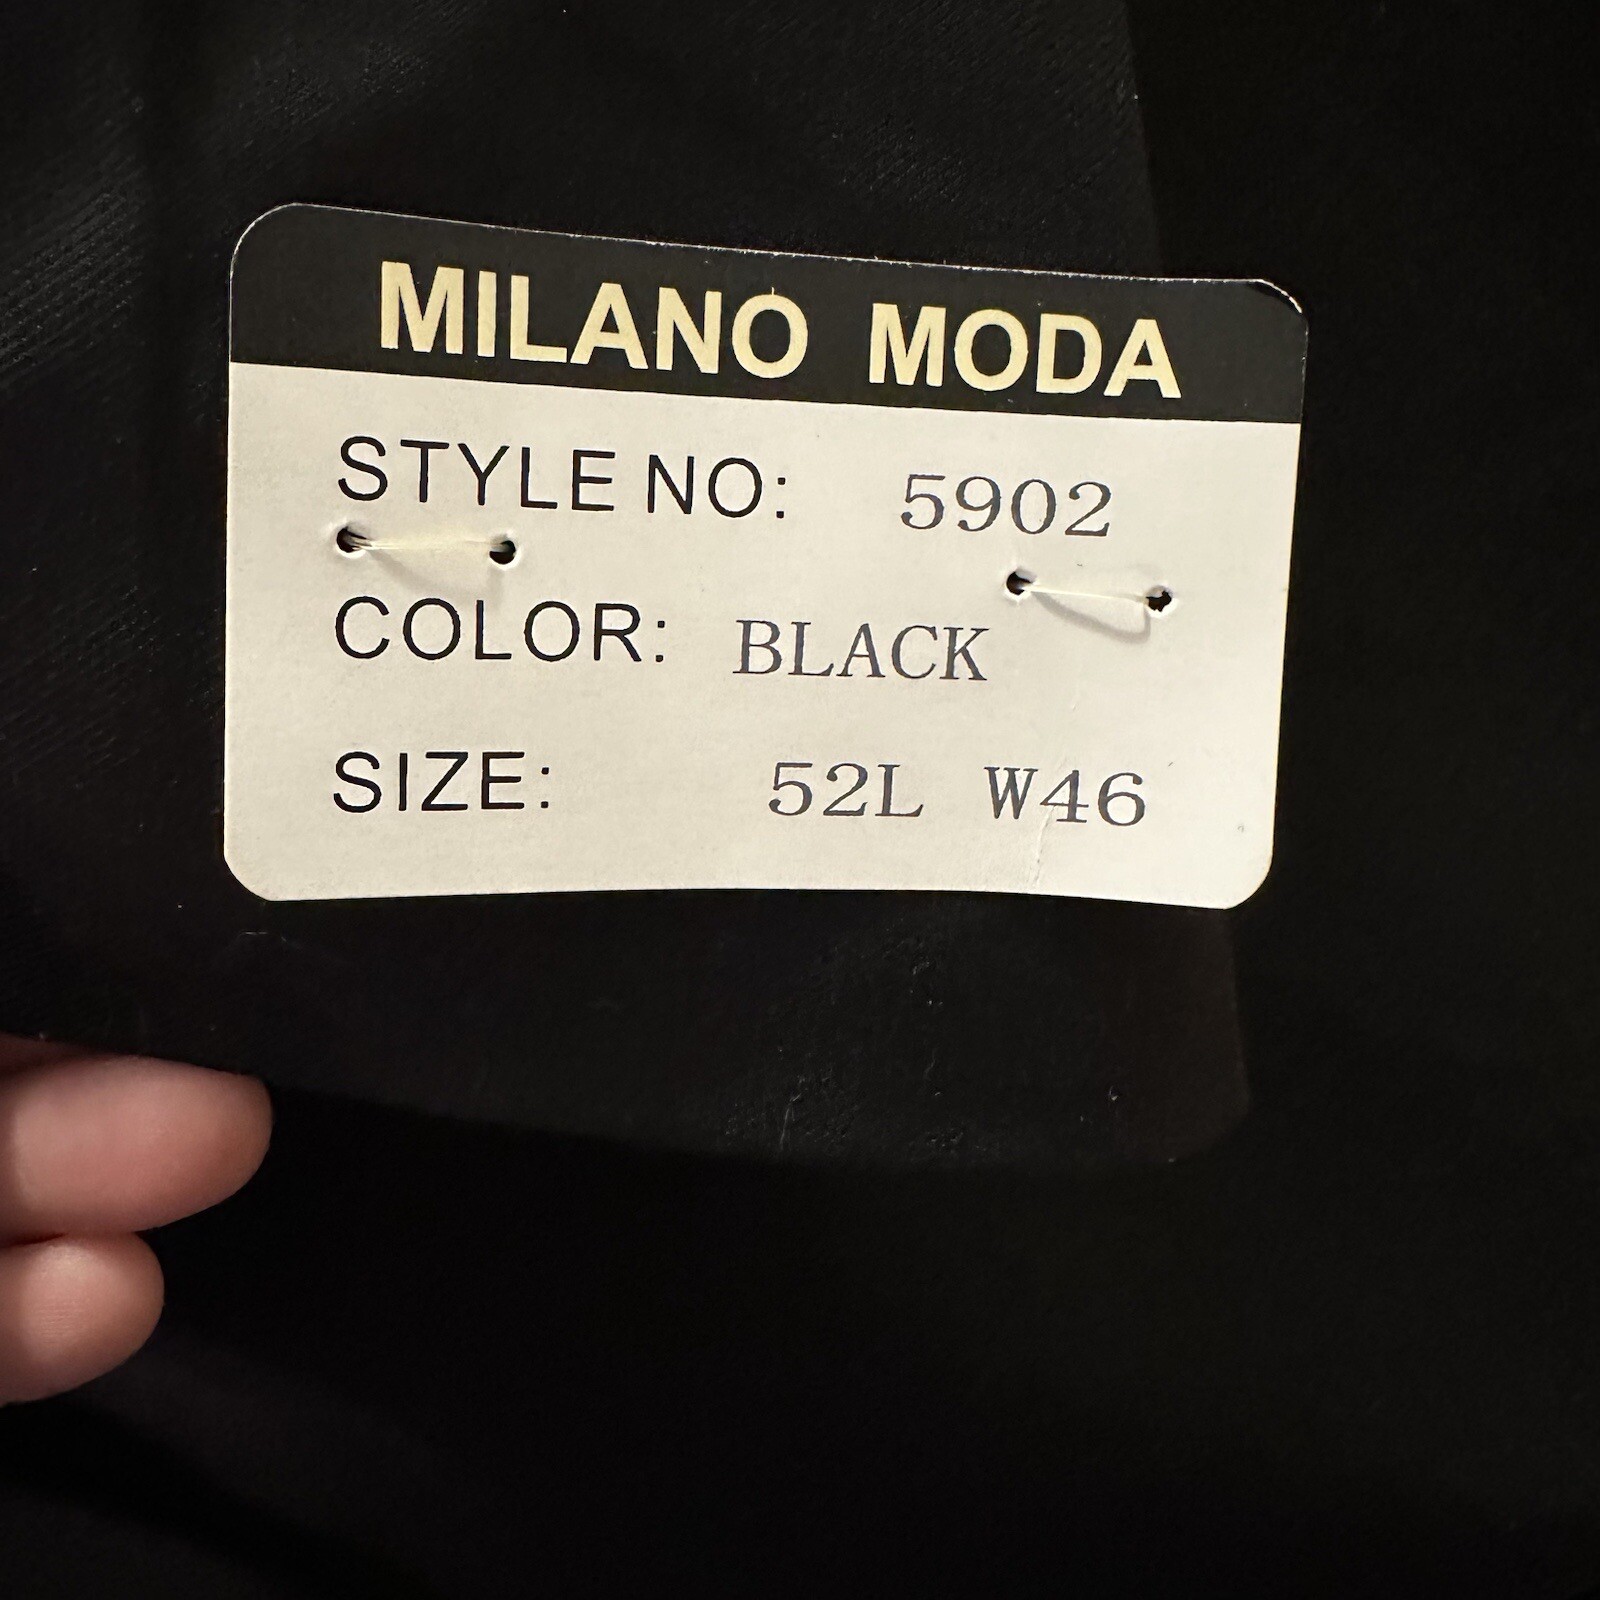 MILANO MODA
STYLE NO: 5902
COLOR: BLACK
SIZE: 52L W46